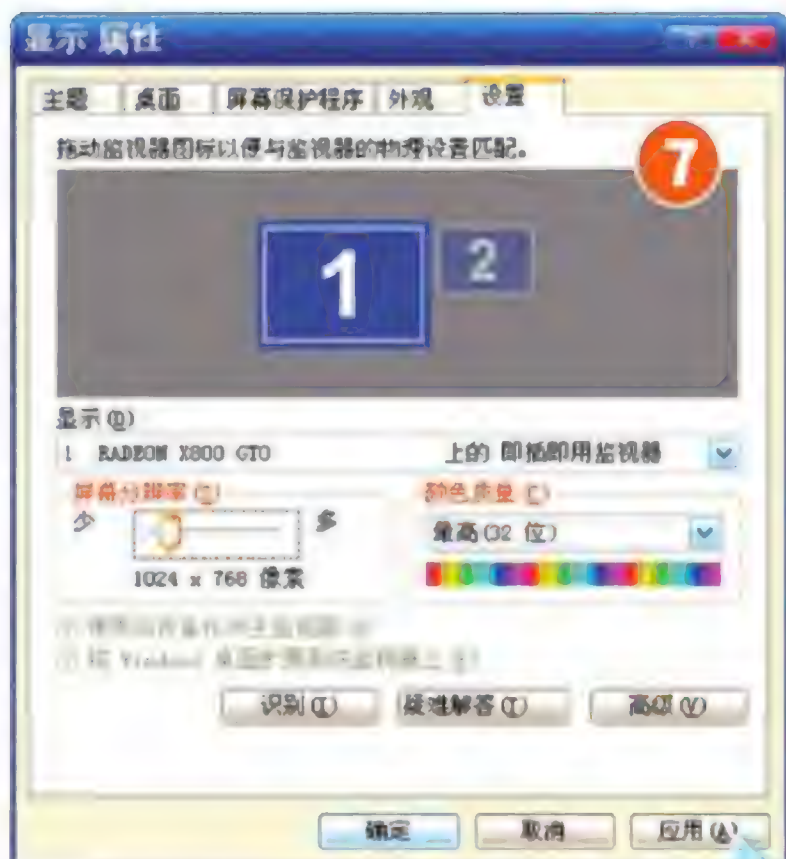 显示 属性
主题 桌面 屏幕保护程序 外观 设置
拖动监视器图标以便与监视器的物理设置匹配。
7
1 2
显示(D)
1 RADEON X800 GTO 上的 即插即用监视器
屏幕分辨率(S) 颜色质量(C)
少 多 最高(32 位)
1024 x 768 像素
识别(I) 疑难解答(T) 高级(V)
确定 取消 应用(A)